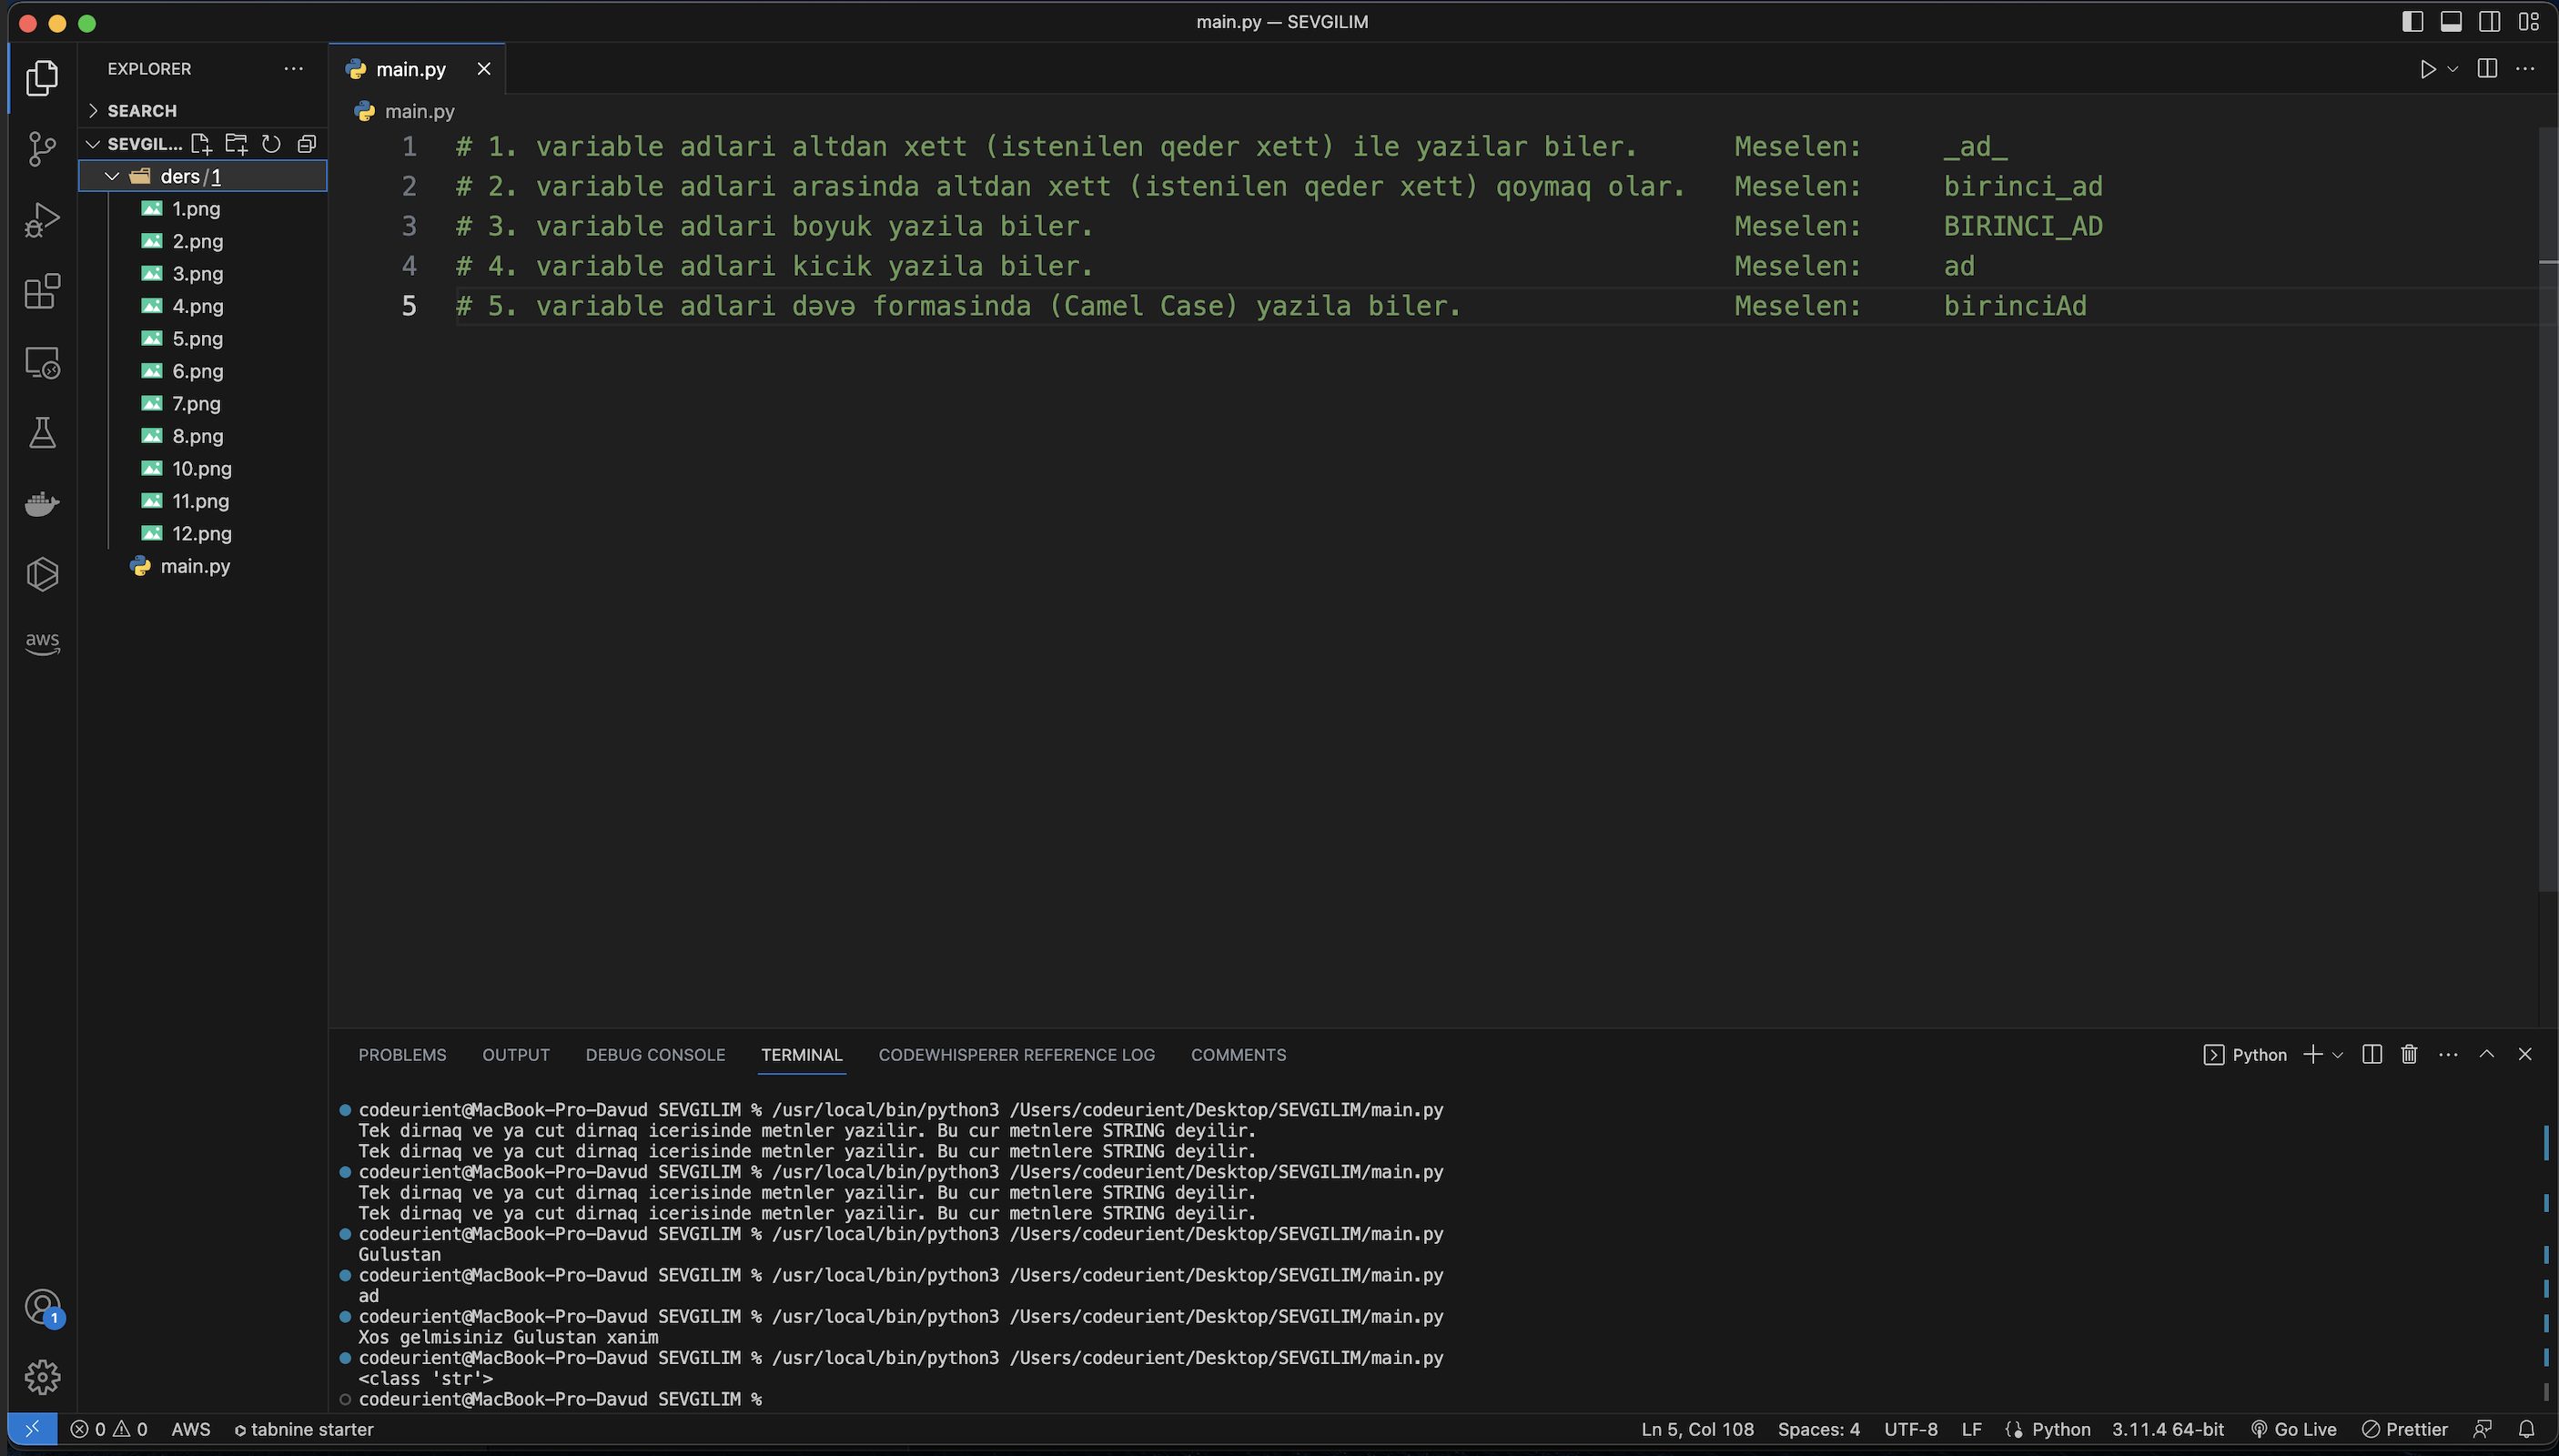 main.py — SEVGILIM
EXPLORER
SEARCH
SEVGIL...
ders/1
1.png
2.png
3.png
4.png
5.png
6.png
7.png
8.png
10.png
11.png
12.png
main.py
aws
1
main.py
main.py
1 # 1. variable adlari altdan xett (istenilen qeder xett) ile yazilar biler. Meselen: _ad_
2 # 2. variable adlari arasinda altdan xett (istenilen qeder xett) qoymaq olar. Meselen: birinci_ad
3 # 3. variable adlari boyuk yazila biler. Meselen: BIRINCI_AD
4 # 4. variable adlari kicik yazila biler. Meselen: ad
5 # 5. variable adlari dəvə formasinda (Camel Case) yazila biler. Meselen: birinciAd
PROBLEMS OUTPUT DEBUG CONSOLE TERMINAL CODEWHISPERER REFERENCE LOG COMMENTS Python
codeurient@MacBook-Pro-Davud SEVGILIM % /usr/local/bin/python3 /Users/codeurient/Desktop/SEVGILIM/main.py
Tek dirnaq ve ya cut dirnaq icerisinde metnler yazilir. Bu cur metnlere STRING deyilir.
Tek dirnaq ve ya cut dirnaq icerisinde metnler yazilir. Bu cur metnlere STRING deyilir.
codeurient@MacBook-Pro-Davud SEVGILIM % /usr/local/bin/python3 /Users/codeurient/Desktop/SEVGILIM/main.py
Tek dirnaq ve ya cut dirnaq icerisinde metnler yazilir. Bu cur metnlere STRING deyilir.
Tek dirnaq ve ya cut dirnaq icerisinde metnler yazilir. Bu cur metnlere STRING deyilir.
codeurient@MacBook-Pro-Davud SEVGILIM % /usr/local/bin/python3 /Users/codeurient/Desktop/SEVGILIM/main.py
Gulustan
codeurient@MacBook-Pro-Davud SEVGILIM % /usr/local/bin/python3 /Users/codeurient/Desktop/SEVGILIM/main.py
ad
codeurient@MacBook-Pro-Davud SEVGILIM % /usr/local/bin/python3 /Users/codeurient/Desktop/SEVGILIM/main.py
Xos gelmisiniz Gulustan xanim
codeurient@MacBook-Pro-Davud SEVGILIM % /usr/local/bin/python3 /Users/codeurient/Desktop/SEVGILIM/main.py
<class 'str'>
codeurient@MacBook-Pro-Davud SEVGILIM %
0 0 AWS tabnine starter Ln 5, Col 108 Spaces: 4 UTF-8 LF Python 3.11.4 64-bit Go Live Prettier